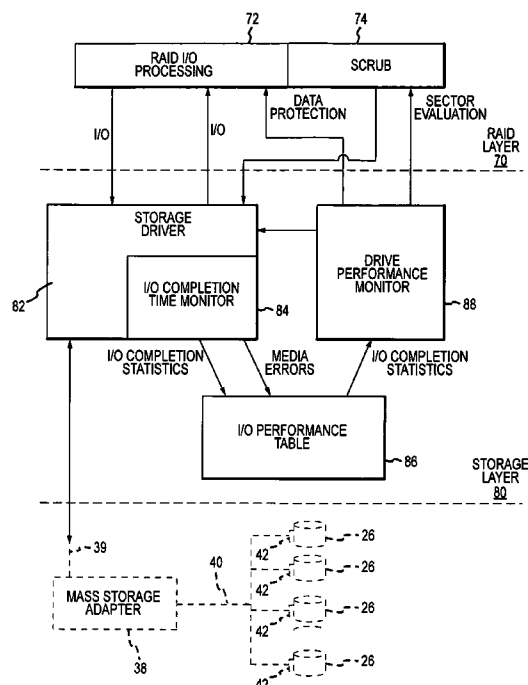 72
74
RAID I/O
PROCESSING
SCRUB
I/O
I/O
DATA
PROTECTION
SECTOR
EVALUATION
RAID
LAYER
70
STORAGE
DRIVER
I/O COMPLETION
TIME MONITOR
82
84
DRIVE
PERFORMANCE
MONITOR
88
I/O COMPLETION
STATISTICS
MEDIA
ERRORS
I/O COMPLETION
STATISTICS
I/O PERFORMANCE
TABLE
86
STORAGE
LAYER
80
39
MASS STORAGE
ADAPTER
38
40
42
26
42
26
42
26
42
26